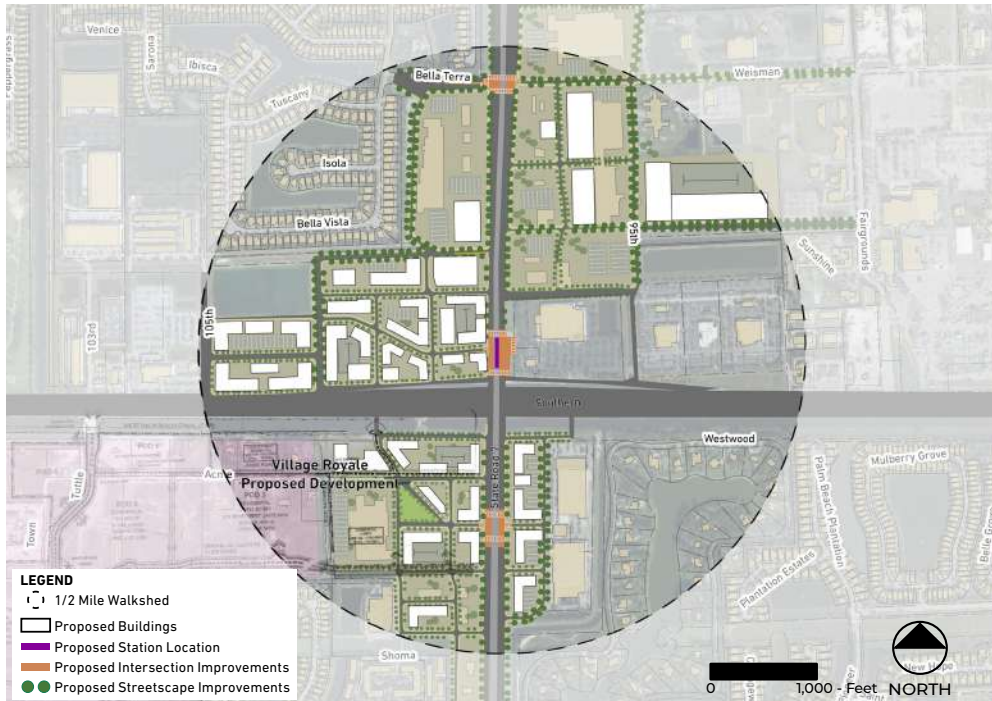 Venice
Sarona
Ibisca
Tuscany
Isola
Bella Vista
Bella Terra
Weisman
95th
Fairgrounds
Sunshine
105th
103rd
Southern
State Road 7
Westwood
Mulberry Grove
Palm Beach Plantation
Belle Grove
Plantation Estates
New Hope
Shoma
Acme
Tuttle
Town
Village Royale
Proposed Development
LEGEND
1/2 Mile Walkshed
Proposed Buildings
Proposed Station Location
Proposed Intersection Improvements
Proposed Streetscape Improvements
0 1,000 - Feet
NORTH